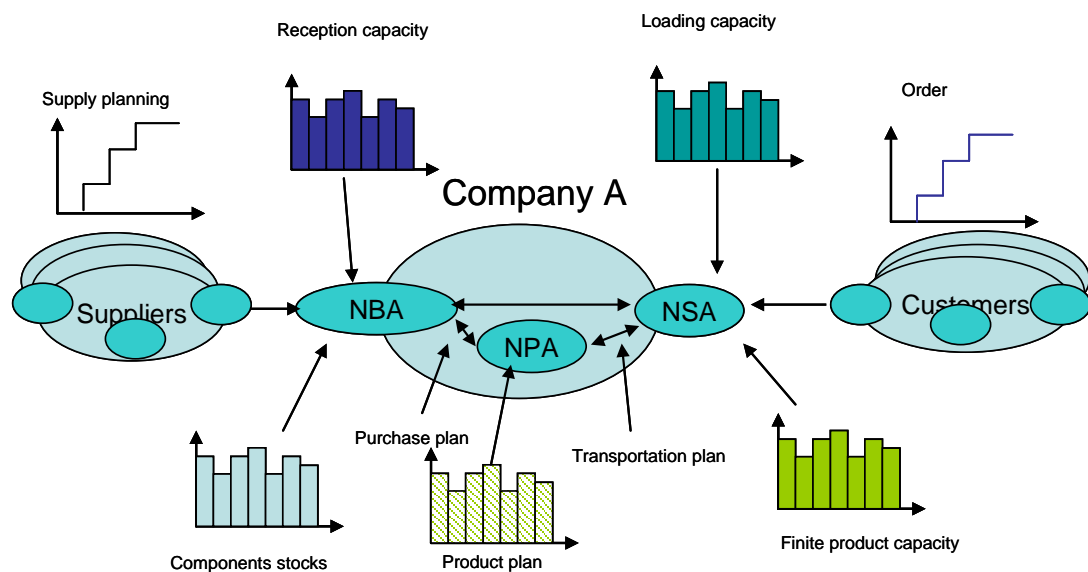 Reception capacity
Loading capacity
Supply planning
Order
Company A
Suppliers
NBA
NSA
Customers
NPA
Purchase plan
Transportation plan
Components stocks
Product plan
Finite product capacity